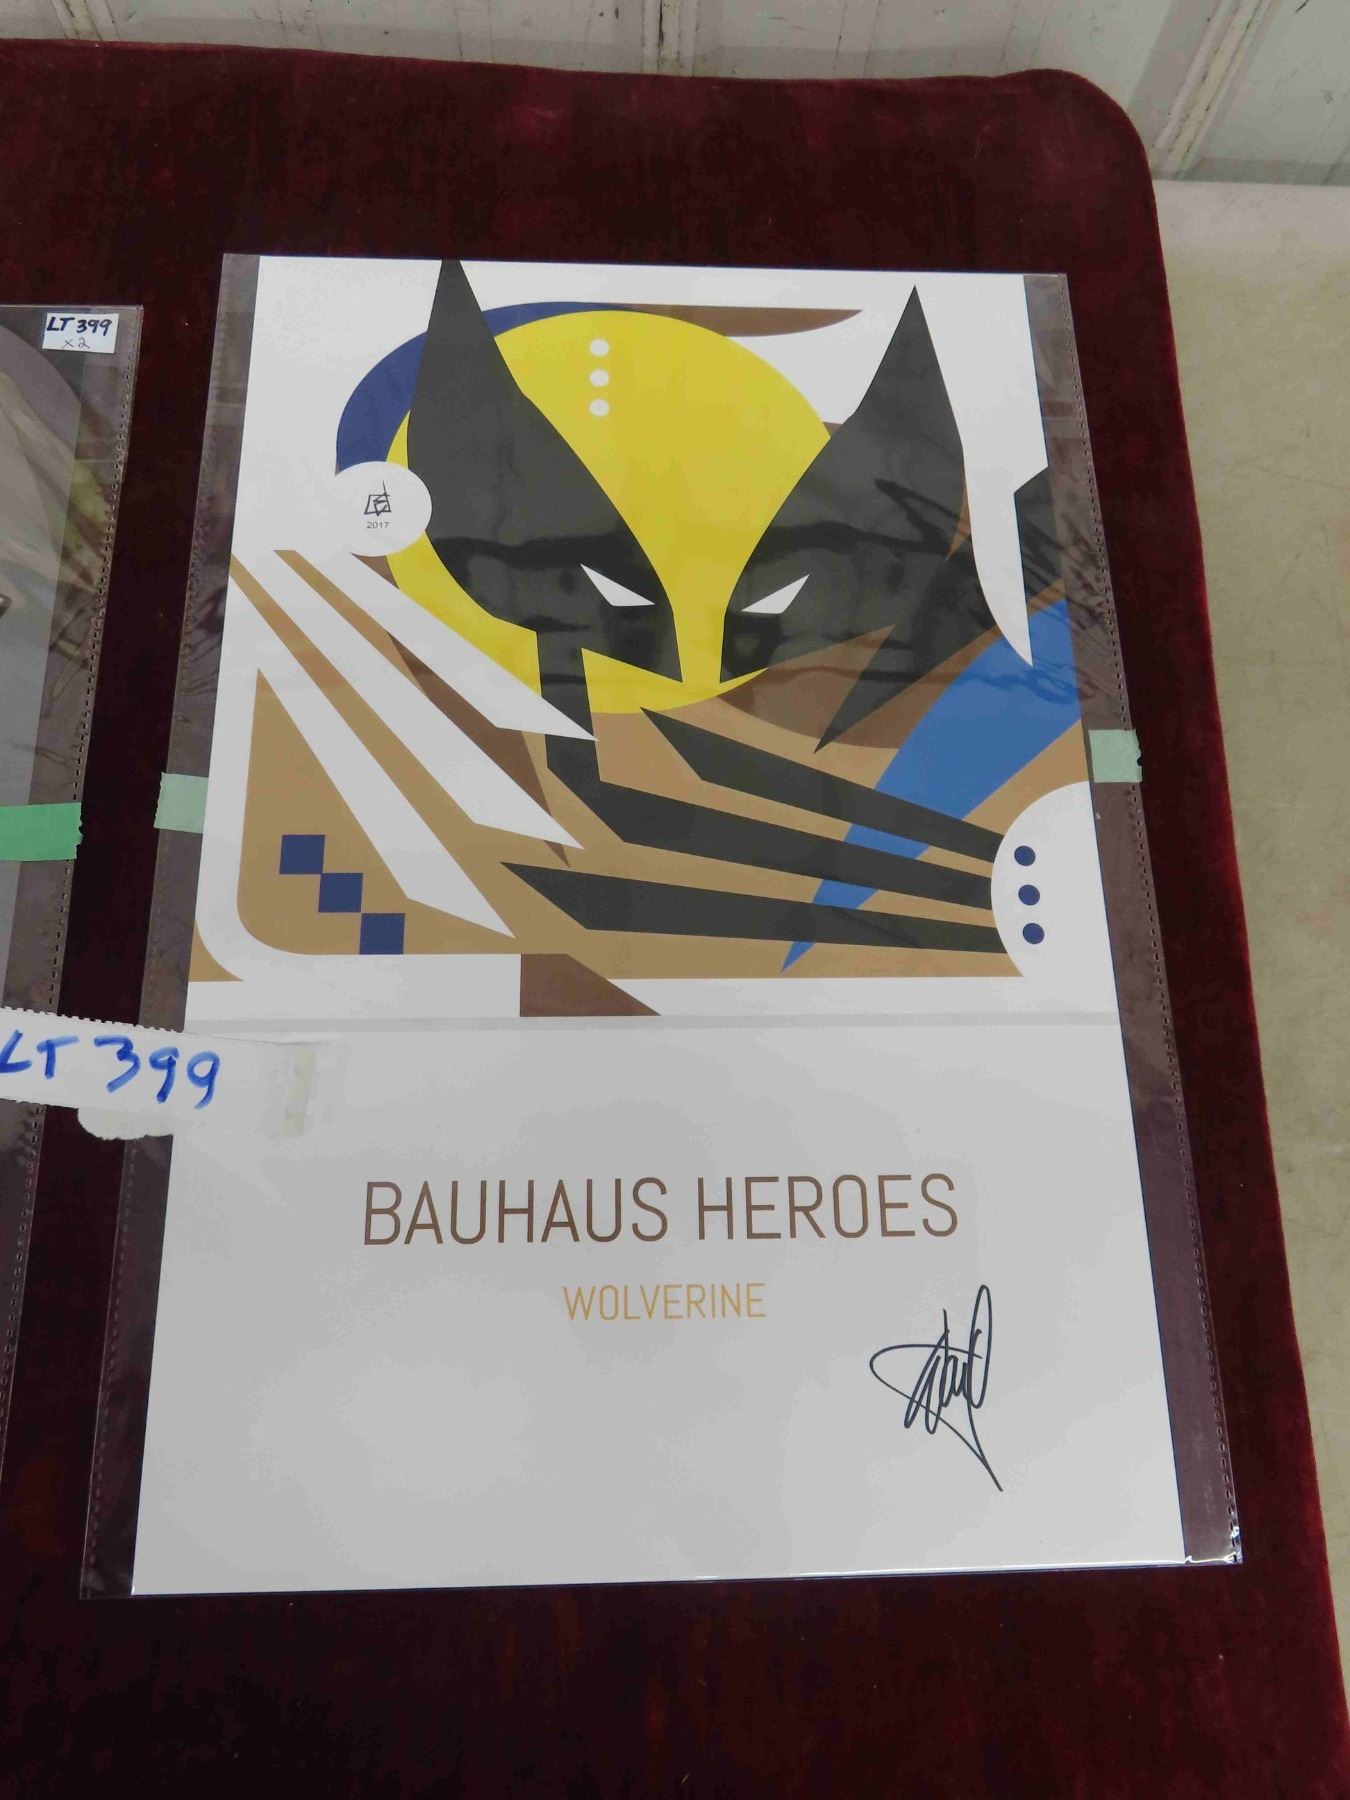 LT 399
x2
2017
LT 399
BAUHAUS HEROES
WOLVERINE